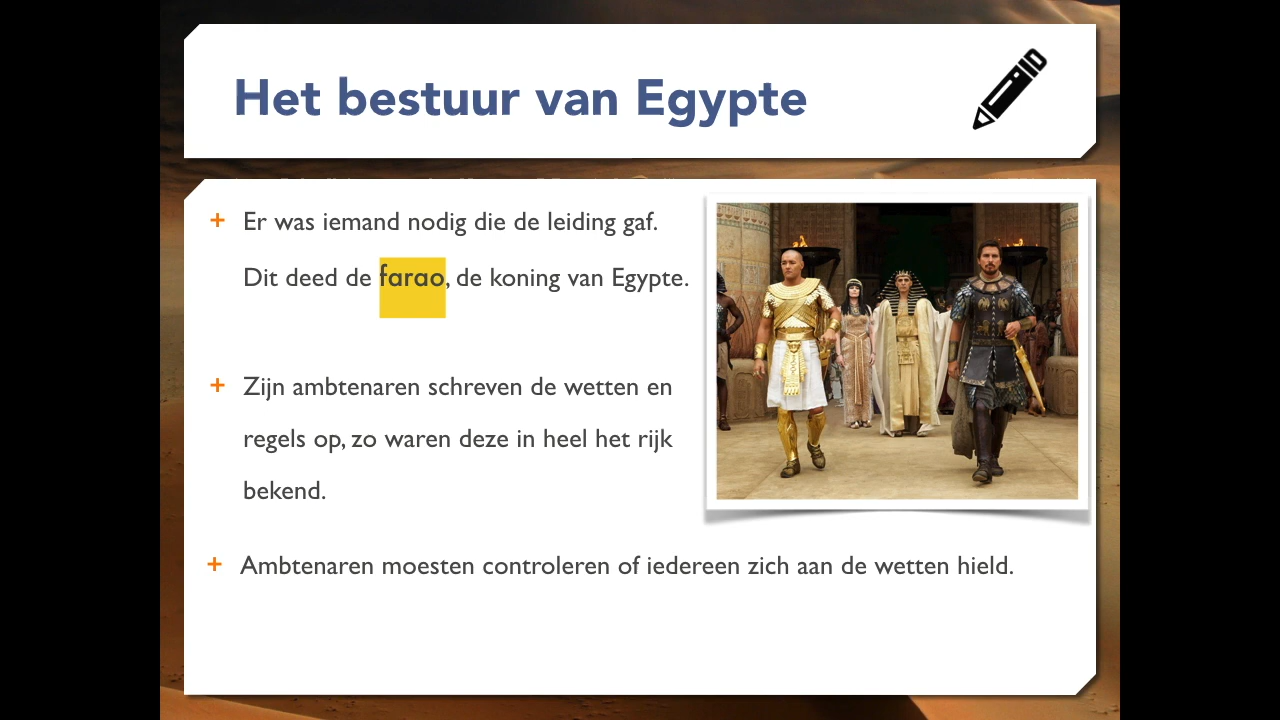 Het bestuur van Egypte
+ Er was iemand nodig die de leiding gaf.
Dit deed de farao, de koning van Egypte.
+ Zijn ambtenaren schreven de wetten en
regels op, zo waren deze in heel het rijk
bekend.
+ Ambtenaren moesten controleren of iedereen zich aan de wetten hield.